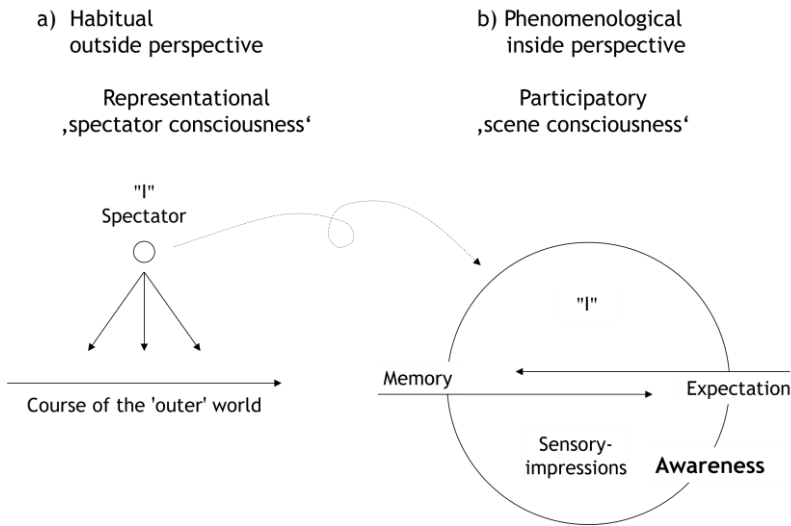 a) Habitual
outside perspective
Representational
‚spectator consciousness‘
"I"
Spectator
Course of the 'outer' world
b) Phenomenological
inside perspective
Participatory
‚scene consciousness‘
"I"
Memory
Expectation
Sensory-
impressions
Awareness